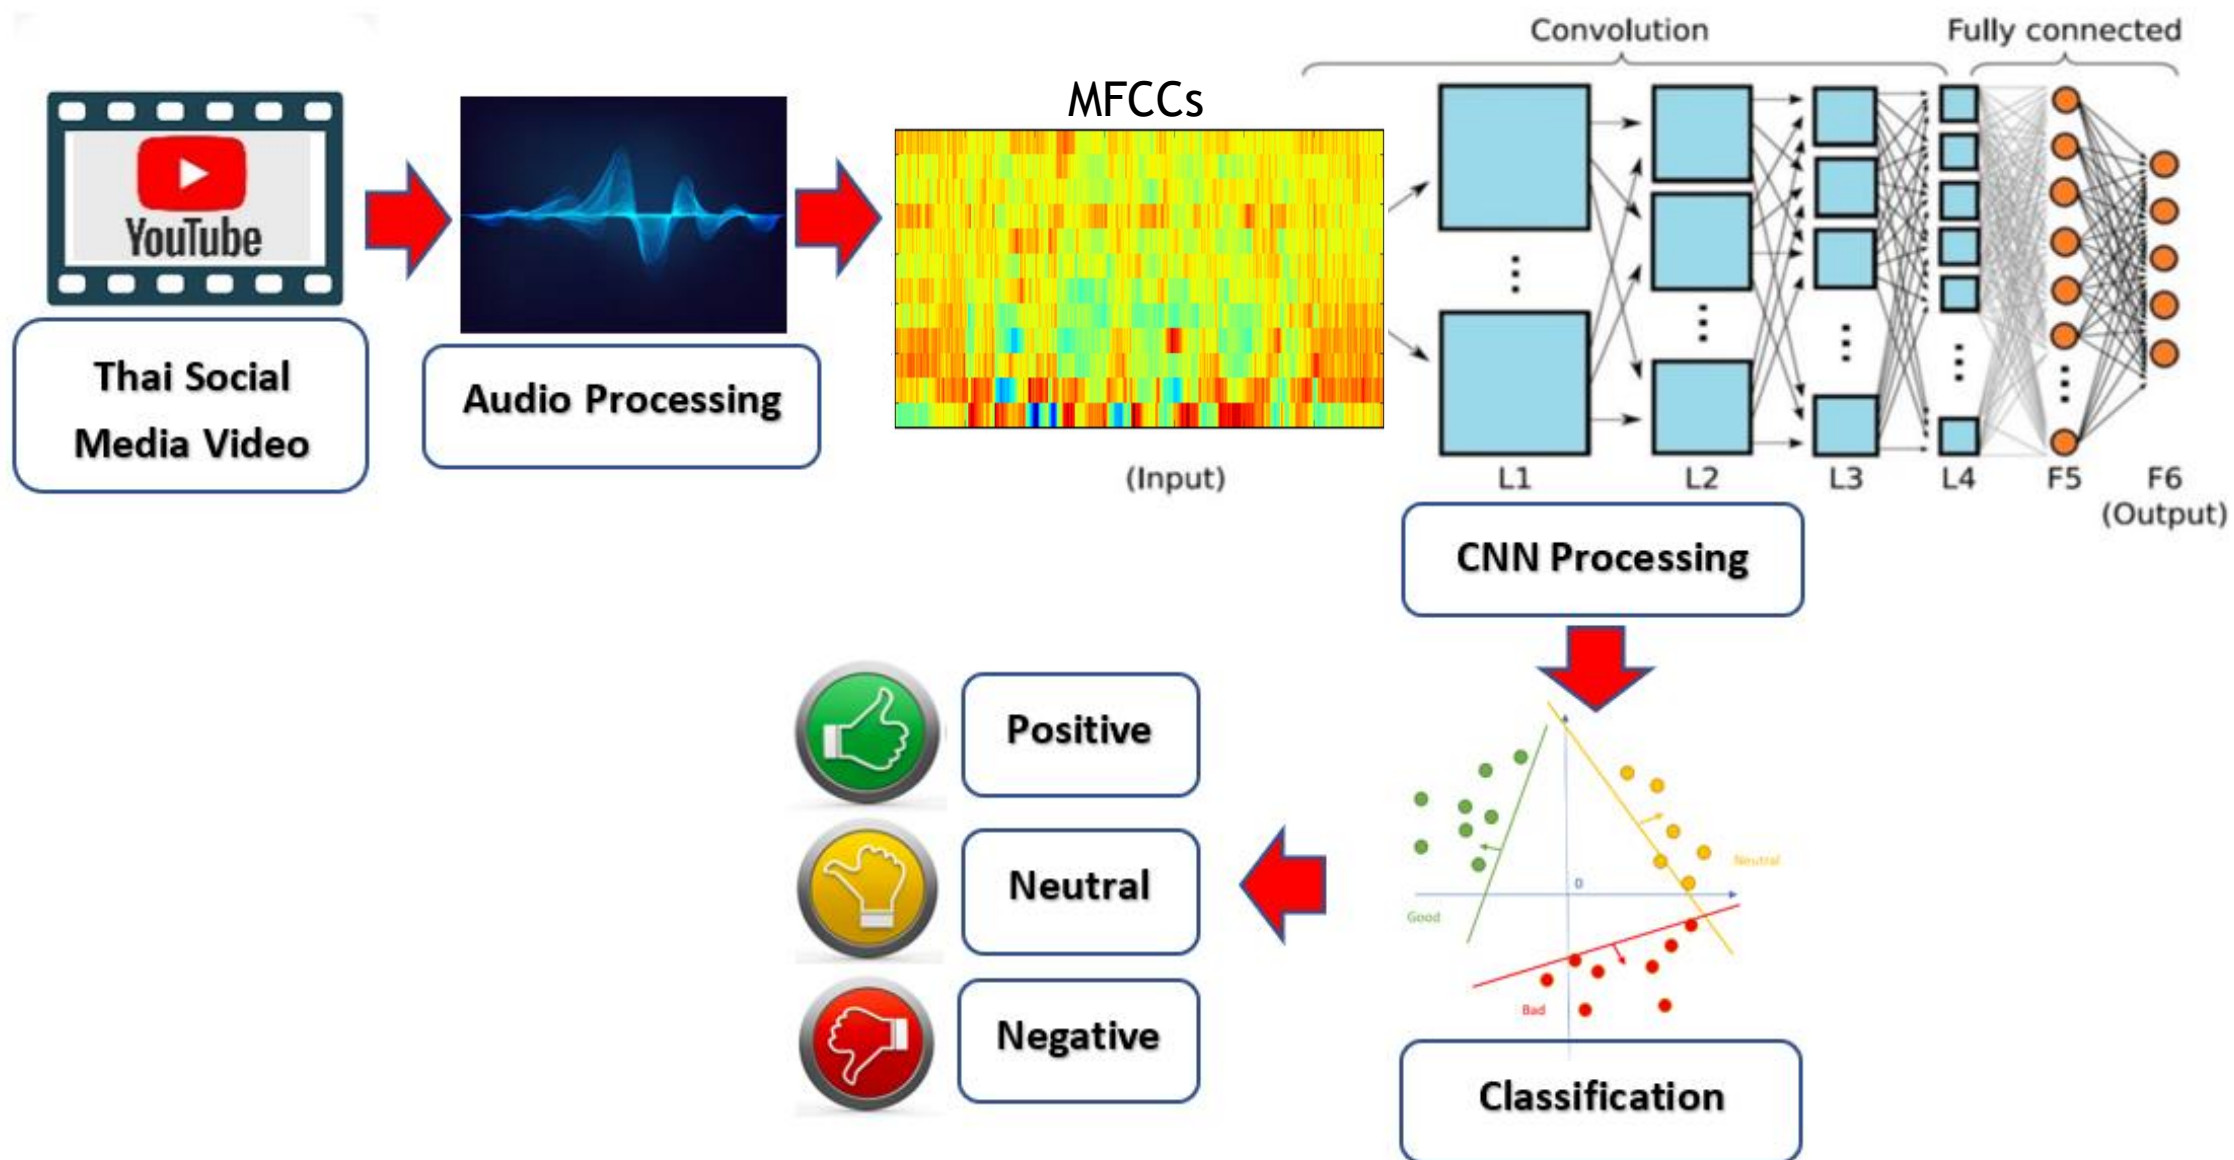 Convolution
Fully connected
MFCCs
YouTube
Thai Social
Media Video
Audio Processing
(Input)
L1
L2
L3
L4
F5
F6
(Output)
CNN Processing
Positive
Neutral
Negative
Neutral
0
Good
Bad
Classification